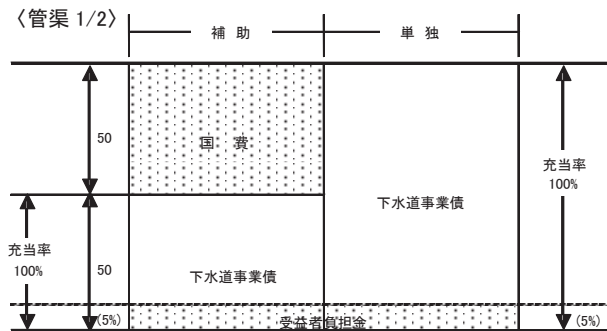 〈管渠 1/2〉
補 助
単 独
50
国 費
充当率
100%
下水道事業債
充当率
100%
50
下水道事業債
(5%)
受益者負担金
(5%)